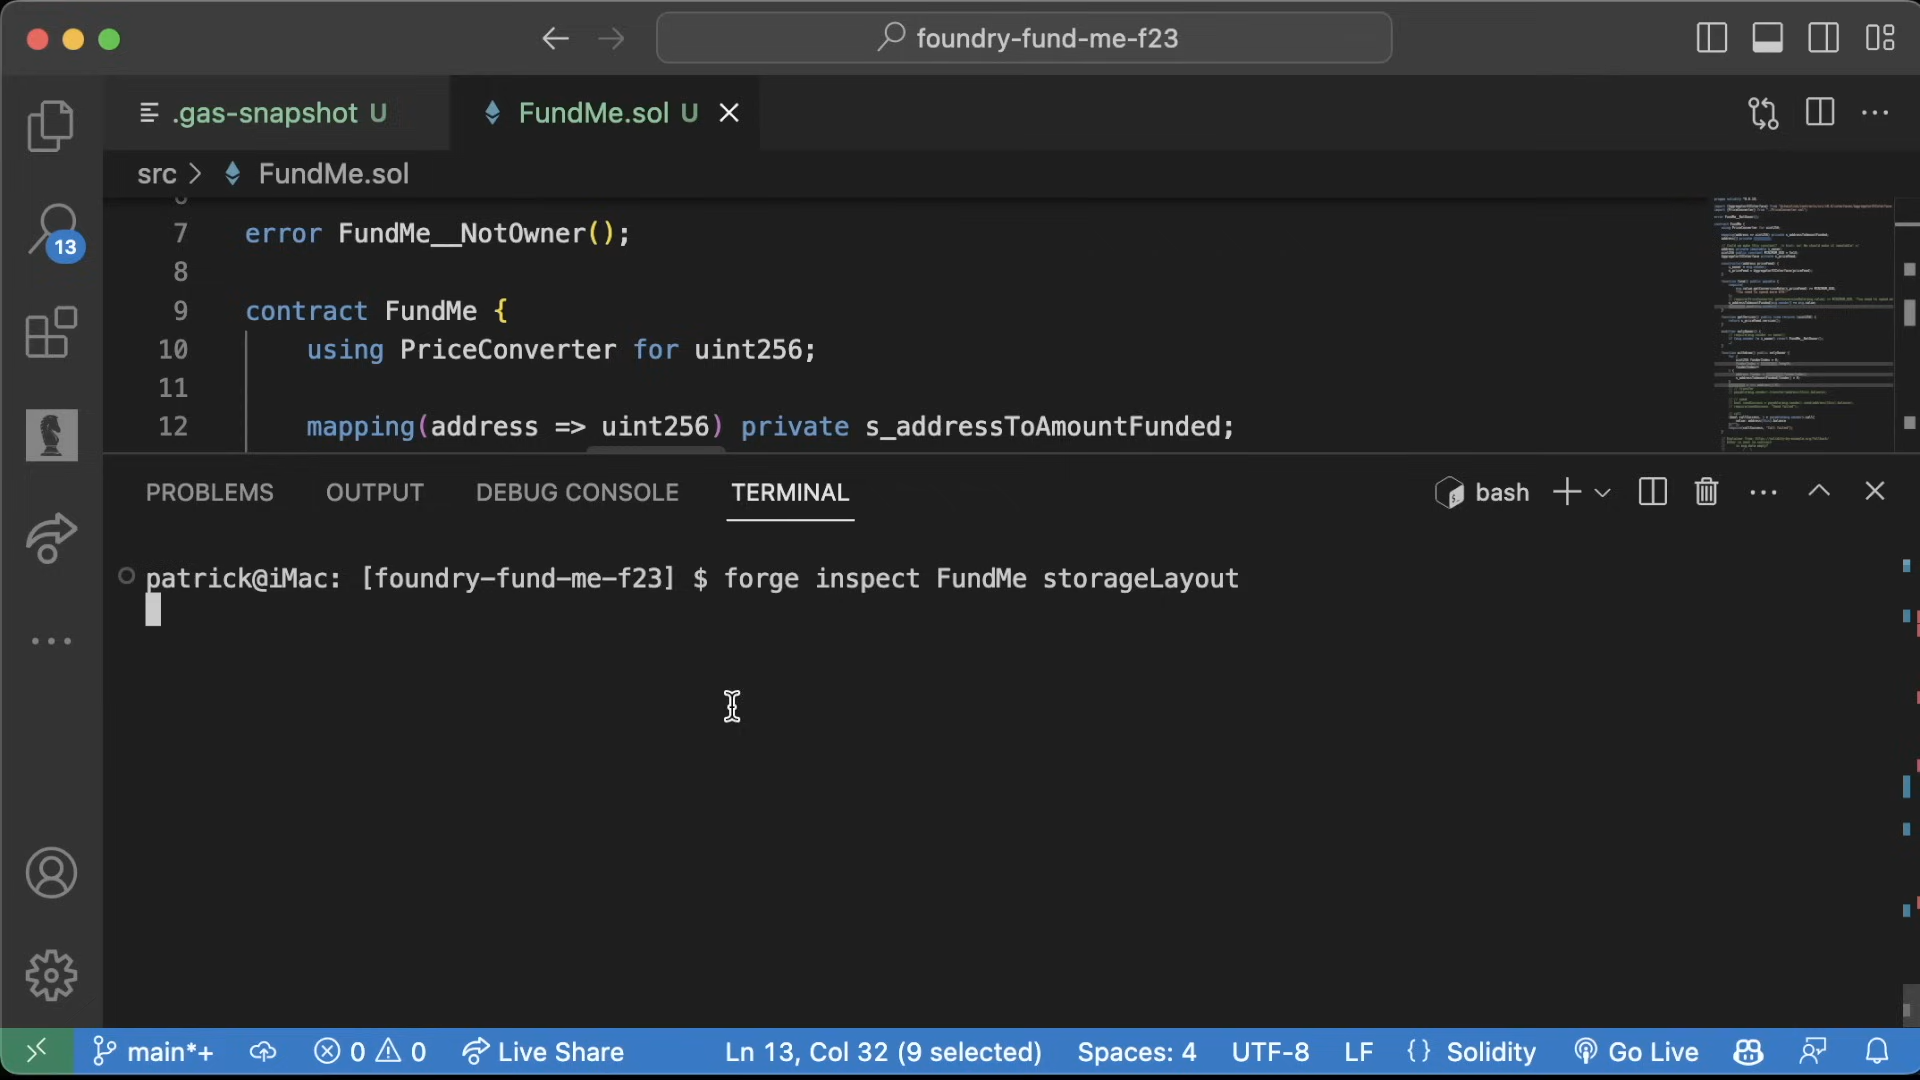 foundry-fund-me-f23
.gas-snapshot U
FundMe.sol U
src > FundMe.sol
7 error FundMe__NotOwner();
8
9 contract FundMe {
10 using PriceConverter for uint256;
11
12 mapping(address => uint256) private s_addressToAmountFunded;
13
PROBLEMS OUTPUT DEBUG CONSOLE TERMINAL bash
patrick@iMac: [foundry-fund-me-f23] $ forge inspect FundMe storageLayout
main*+ 0 0 Live Share Ln 13, Col 32 (9 selected) Spaces: 4 UTF-8 LF {} Solidity Go Live